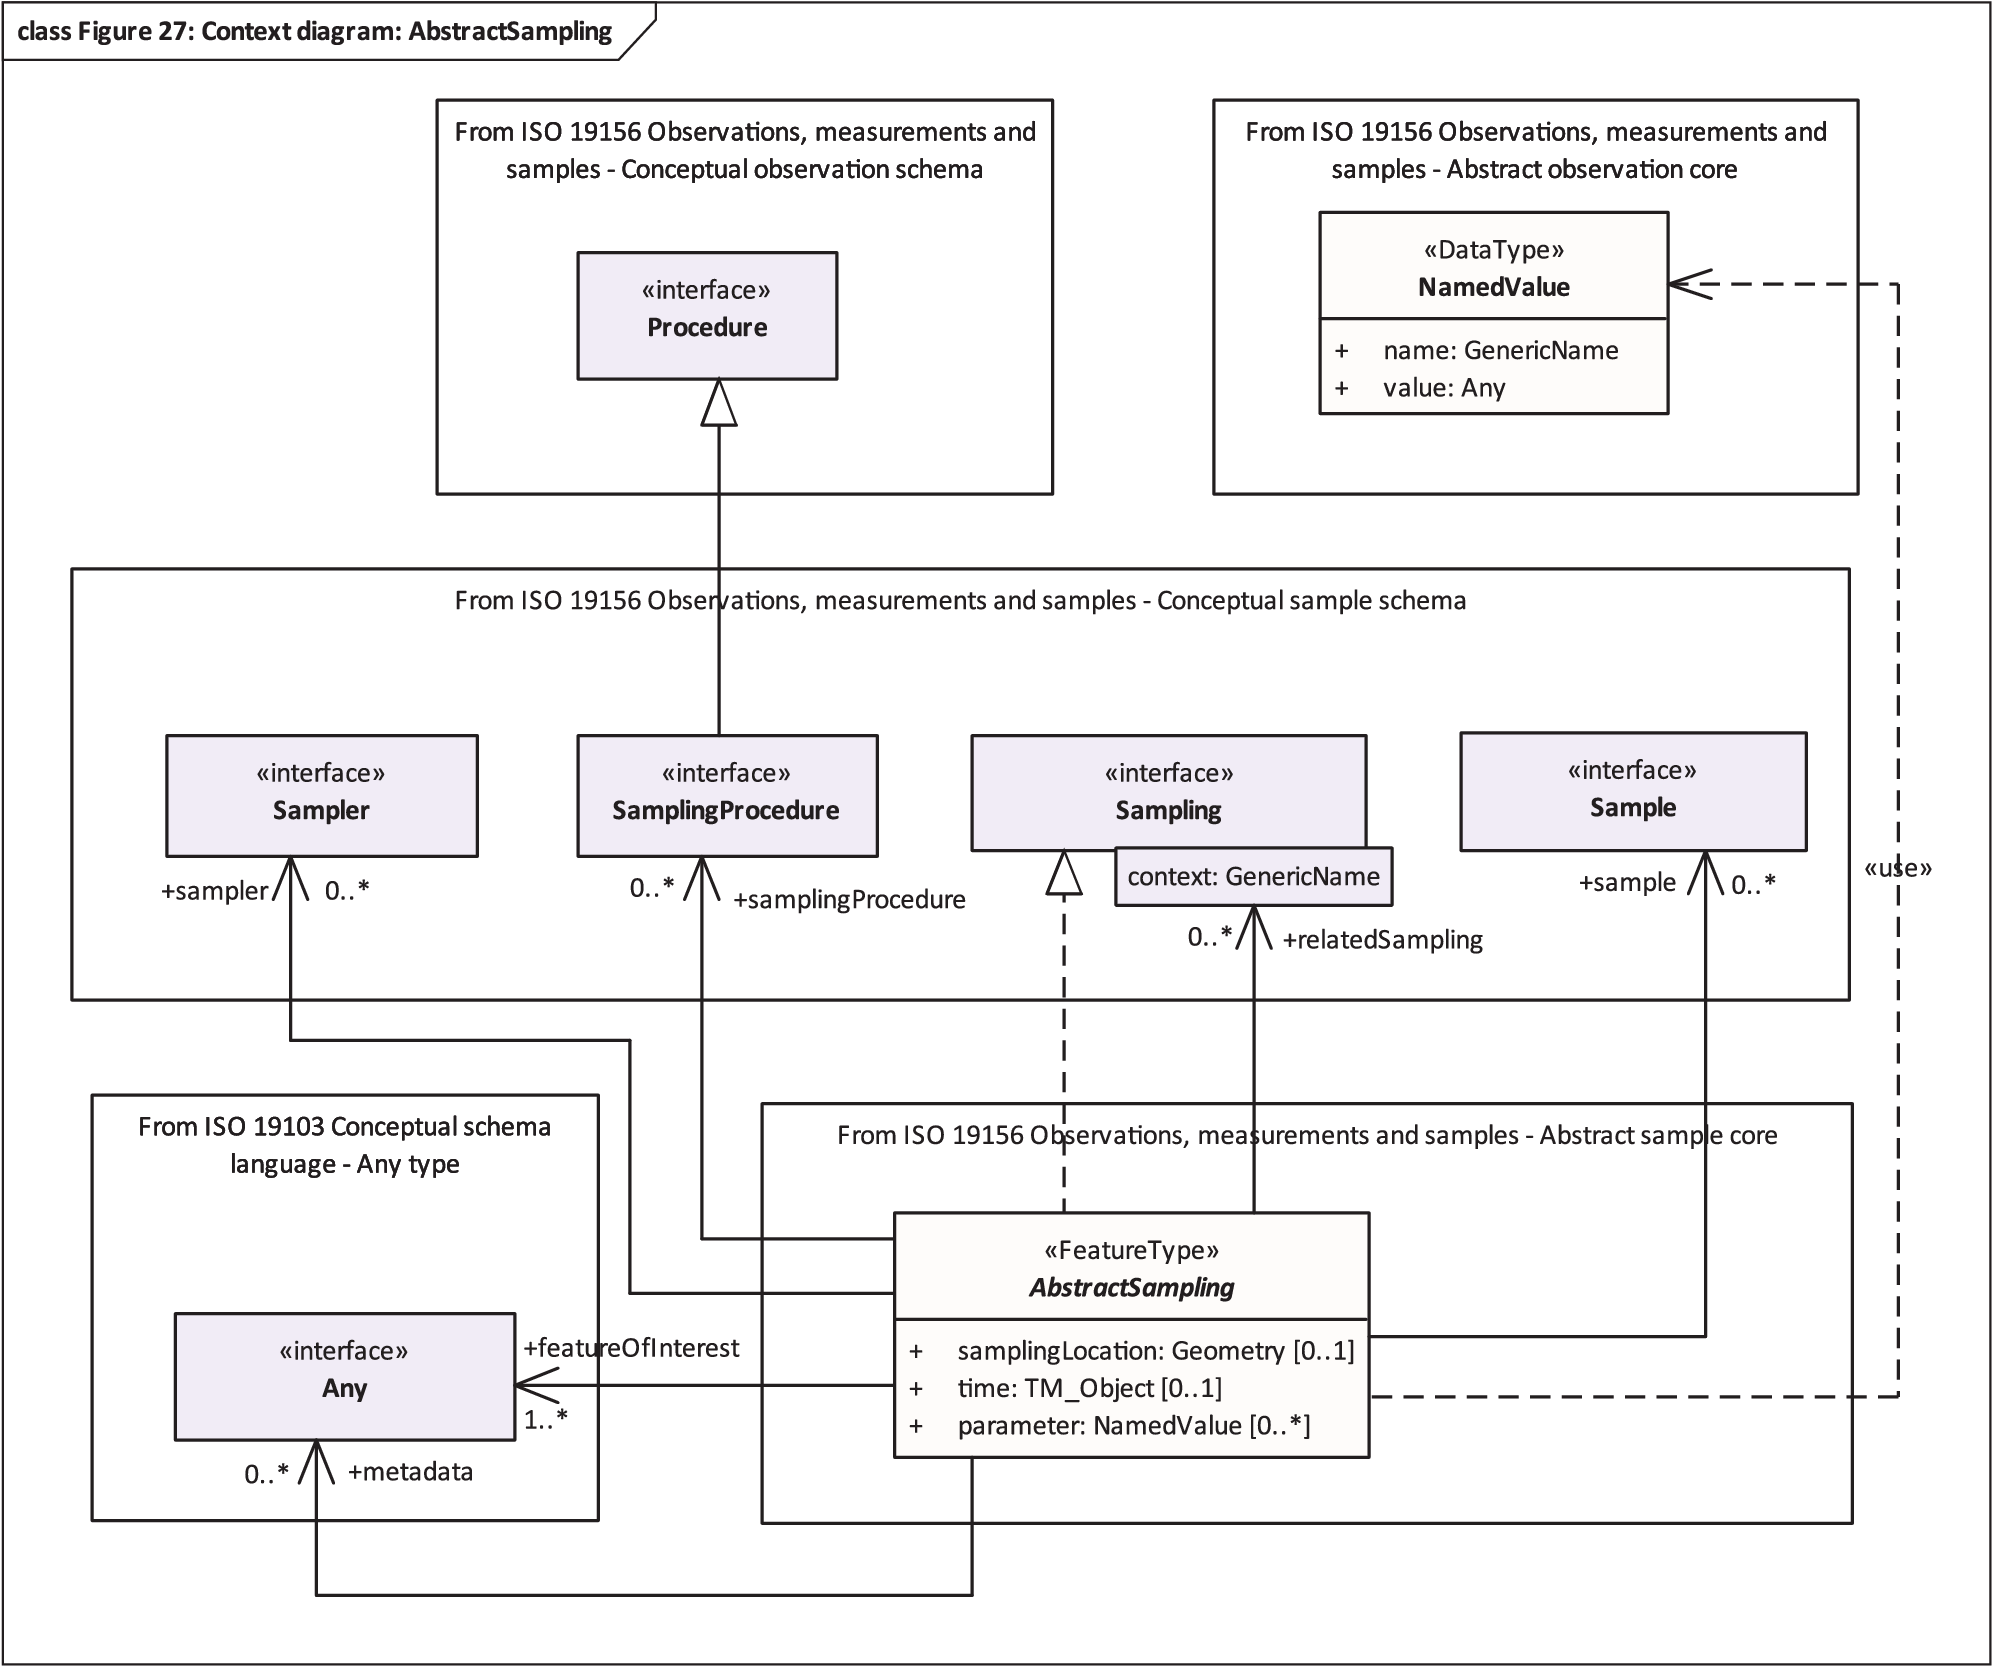 class Figure 27: Context diagram: AbstractSampling
From ISO 19156 Observations, measurements and
samples - Conceptual observation schema
«interface»
Procedure
From ISO 19156 Observations, measurements and
samples - Abstract observation core
«DataType»
NamedValue
+ name: GenericName
+ value: Any
From ISO 19156 Observations, measurements and samples - Conceptual sample schema
«interface»
Sampler
«interface»
SamplingProcedure
«interface»
Sampling
context: GenericName
«interface»
Sample
+sampler
0..*
0..*
+samplingProcedure
0..*
+relatedSampling
+sample
0..*
«use»
From ISO 19103 Conceptual schema
language - Any type
«interface»
Any
+featureOfInterest
1..*
0..*
+metadata
From ISO 19156 Observations, measurements and samples - Abstract sample core
«FeatureType»
AbstractSampling
+ samplingLocation: Geometry [0..1]
+ time: TM_Object [0..1]
+ parameter: NamedValue [0..*]